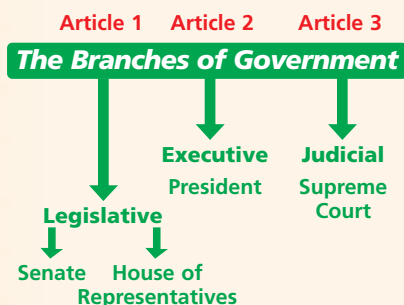 Article 1 Article 2 Article 3
The Branches of Government
Executive Judicial
President Supreme
Court
Legislative
Senate House of
Representatives